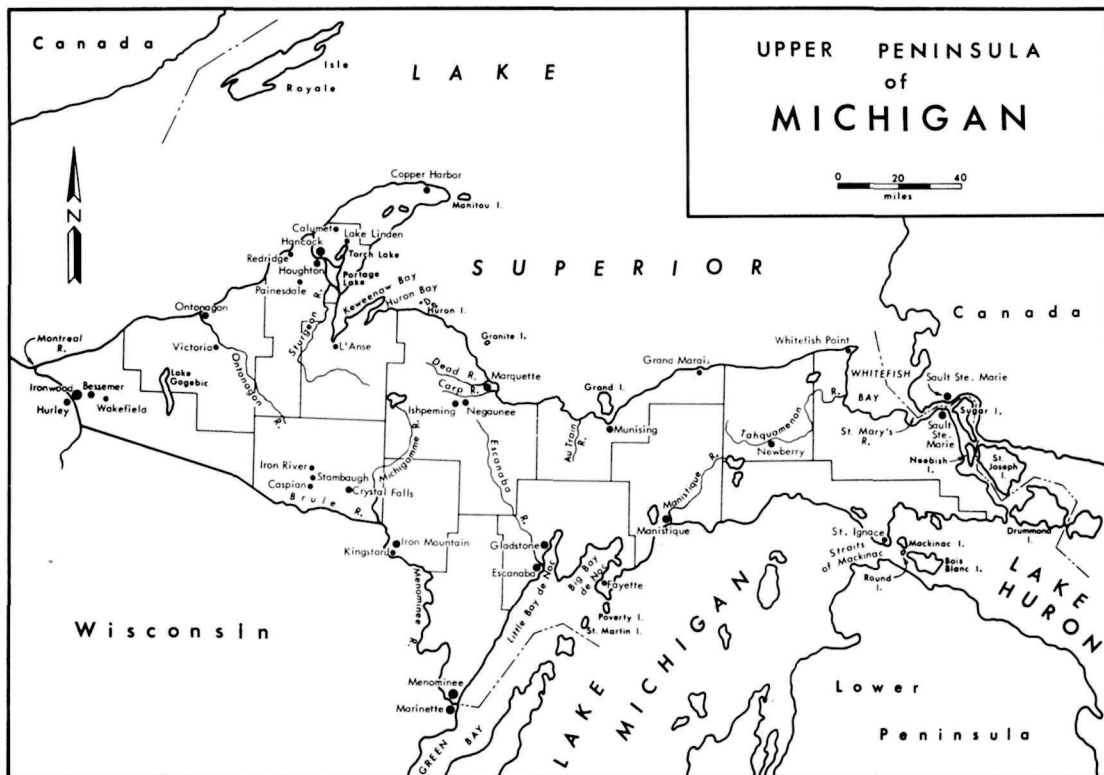 Canada
Isle
Royale
LAKE
UPPER PENINSULA
of
MICHIGAN
0 20 40
miles
N
Copper Harbor
Manitou I.
Calumet
Lake Linden
Hancock
Torch Lake
Redridge
Houghton
Portage
Lake
Painesdale
SUPERIOR
Keweenaw Bay
Huron Bay
Huron I.
Sturgeon R.
Ontonagon
Canada
Montreal
R.
Victoria
Ontonagon
R.
L'Anse
Granite I.
Whitefish Point
Grand Marai.
Lake
Gogebic
Dead R.
Marquette
Carp R.
WHITEFISH
BAY
Sault Ste. Marie
Ironwood
Bessemer
Hurley
Wakefield
Ishpeming
Negaunee
Grand I.
Munising
Au Train
R.
Tahquamenon
R.
Newberry
St. Mary's
R.
Sugar I.
Sault
Ste.
Marie
Neebish
I.
St.
Joseph
I.
Iron River
Stambaugh
Caspian
Crystal Falls
Brule R.
Michigamme R.
Escanaba
R.
Manistique
R.
Manistique
Drummond
I.
Iron Mountain
Kingsford
Gladstone
Escanaba
Little Bay de Noc
Big Bay
de Noc
Fayette
St. Ignace
Straits
of Mackinac
Mackinac I.
Bois
Blanc I.
Round
I.
Poverty I.
St. Martin I.
Menominee
R.
Wisconsin
LAKE
HURON
LAKE
MICHIGAN
Menominee
Marinette
GREEN BAY
Lower
Peninsula